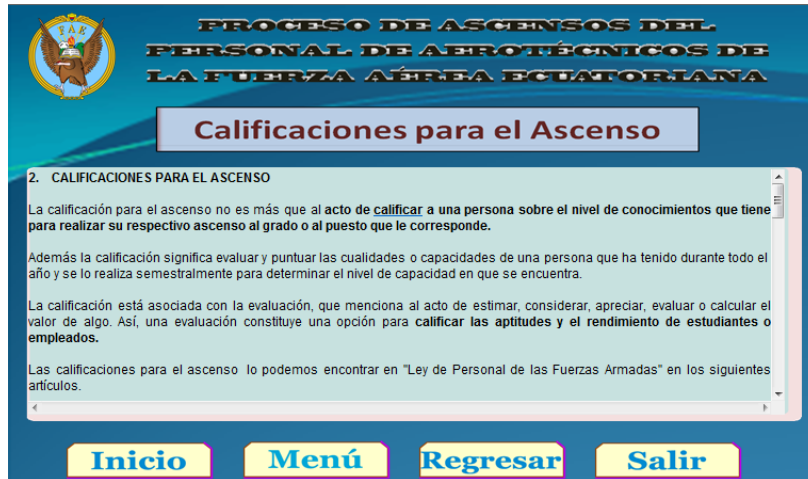 FAE
PROCESO DE ASCENSOS DEL
PERSONAL DE AEROTÉCNICOS DE
LA FUERZA AÉREA ECUATORIANA
Calificaciones para el Ascenso
2. CALIFICACIONES PARA EL ASCENSO
La calificación para el ascenso no es más que al acto de calificar a una persona sobre el nivel de conocimientos que tiene
para realizar su respectivo ascenso al grado o al puesto que le corresponde.
Además la calificación significa evaluar y puntuar las cualidades o capacidades de una persona que ha tenido durante todo el
año y se lo realiza semestralmente para determinar el nivel de capacidad en que se encuentra.
La calificación está asociada con la evaluación, que menciona al acto de estimar, considerar, apreciar, evaluar o calcular el
valor de algo. Así, una evaluación constituye una opción para calificar las aptitudes y el rendimiento de estudiantes o
empleados.
Las calificaciones para el ascenso lo podemos encontrar en "Ley de Personal de las Fuerzas Armadas" en los siguientes
artículos.
Inicio
Menú
Regresar
Salir